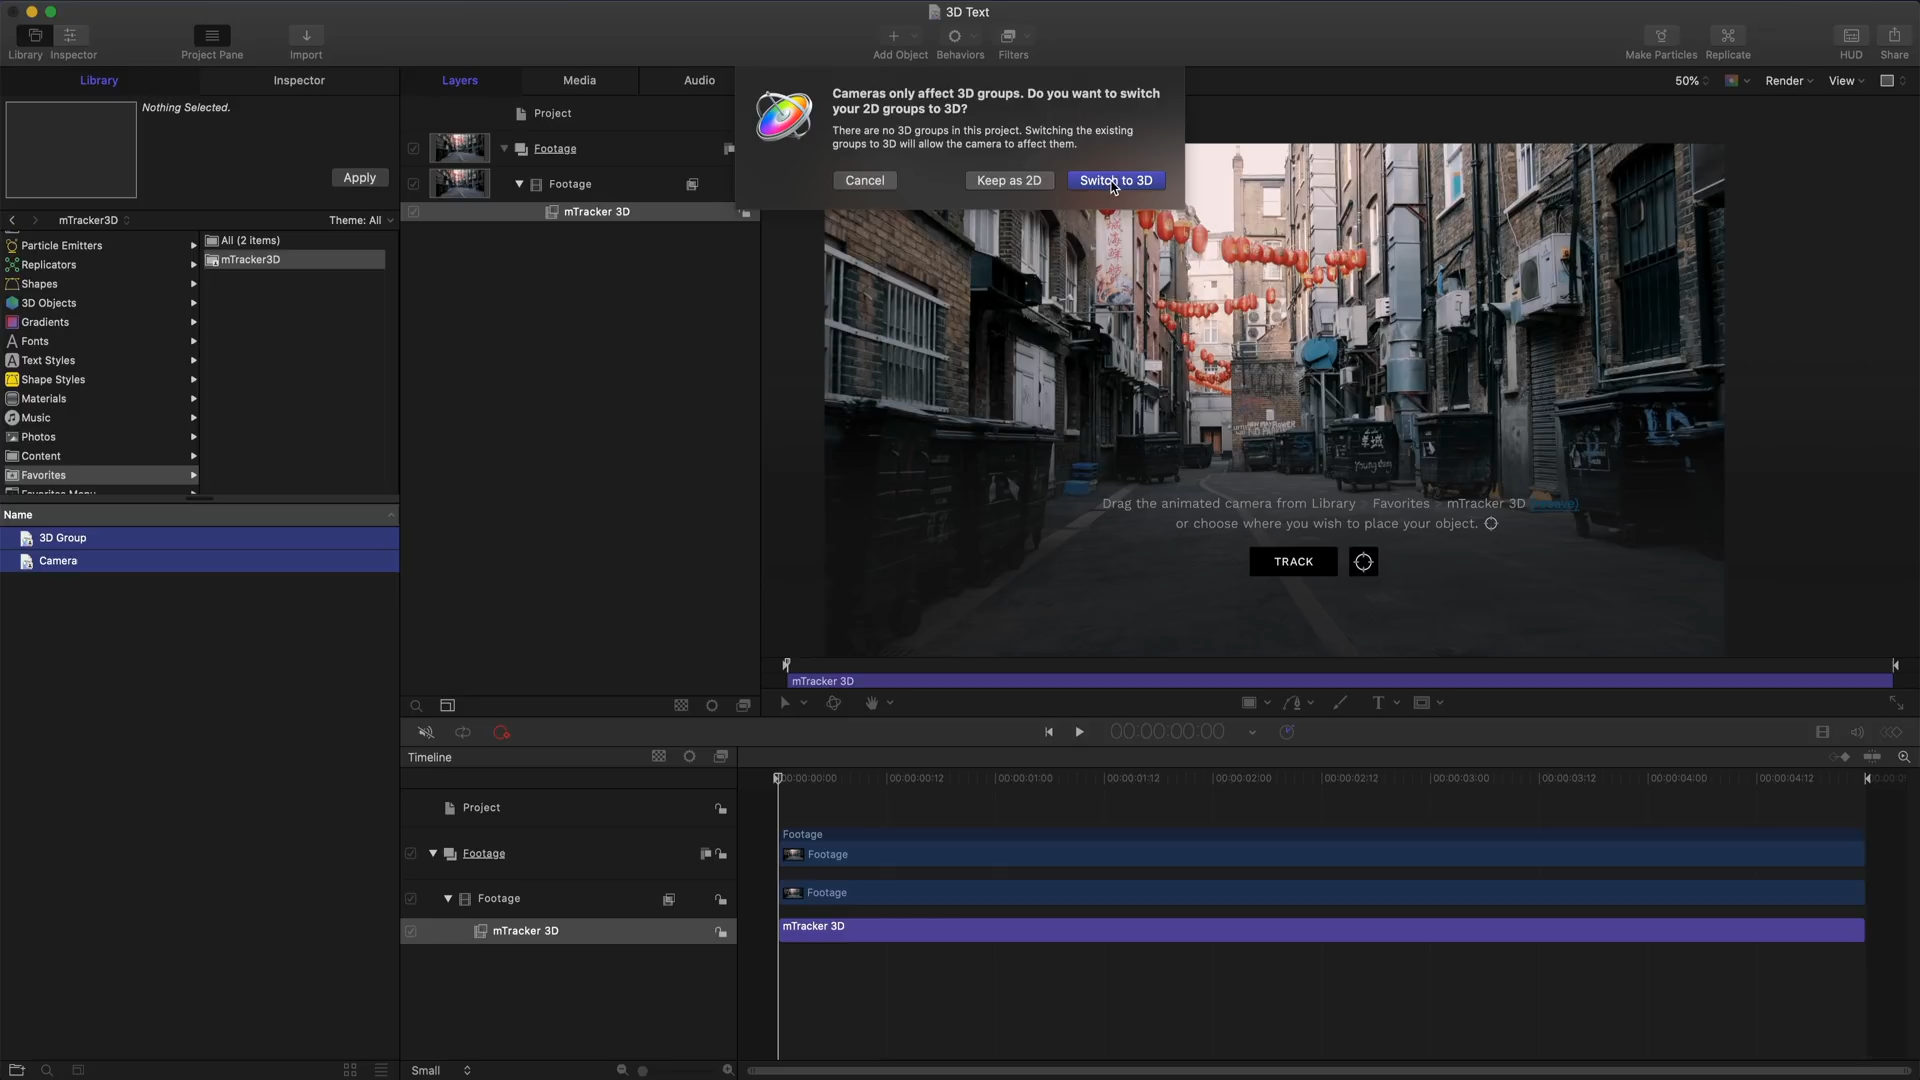 3D Text
Library
Inspector
Project Pane
Import
Add Object
Behaviors
Filters
Make Particles
Replicate
HUD
Share
Library
Inspector
Layers
Media
Audio
50%
Render
View
Nothing Selected.
Apply
mTracker3D
Theme: All
Particle Emitters
Replicators
Shapes
3D Objects
Gradients
Fonts
Text Styles
Shape Styles
Materials
Music
Photos
Content
Favorites
Favorites Menu
All (2 items)
mTracker3D
Name
3D Group
Camera
Project
Footage
Footage
mTracker 3D
Cameras only affect 3D groups. Do you want to switch
your 2D groups to 3D?
There are no 3D groups in this project. Switching the existing
groups to 3D will allow the camera to affect them.
Cancel
Keep as 2D
Switch to 3D
Drag the animated camera from Library > Favorites > mTracker 3D
or choose where you wish to place your object.
TRACK
mTracker 3D
00:00:00:00
Timeline
00:00:00:00
00:00:00:12
00:00:01:00
00:00:01:12
00:00:02:00
00:00:02:12
00:00:03:00
00:00:03:12
00:00:04:00
00:00:04:12
Project
Footage
Footage
mTracker 3D
Footage
Footage
Footage
mTracker 3D
Small